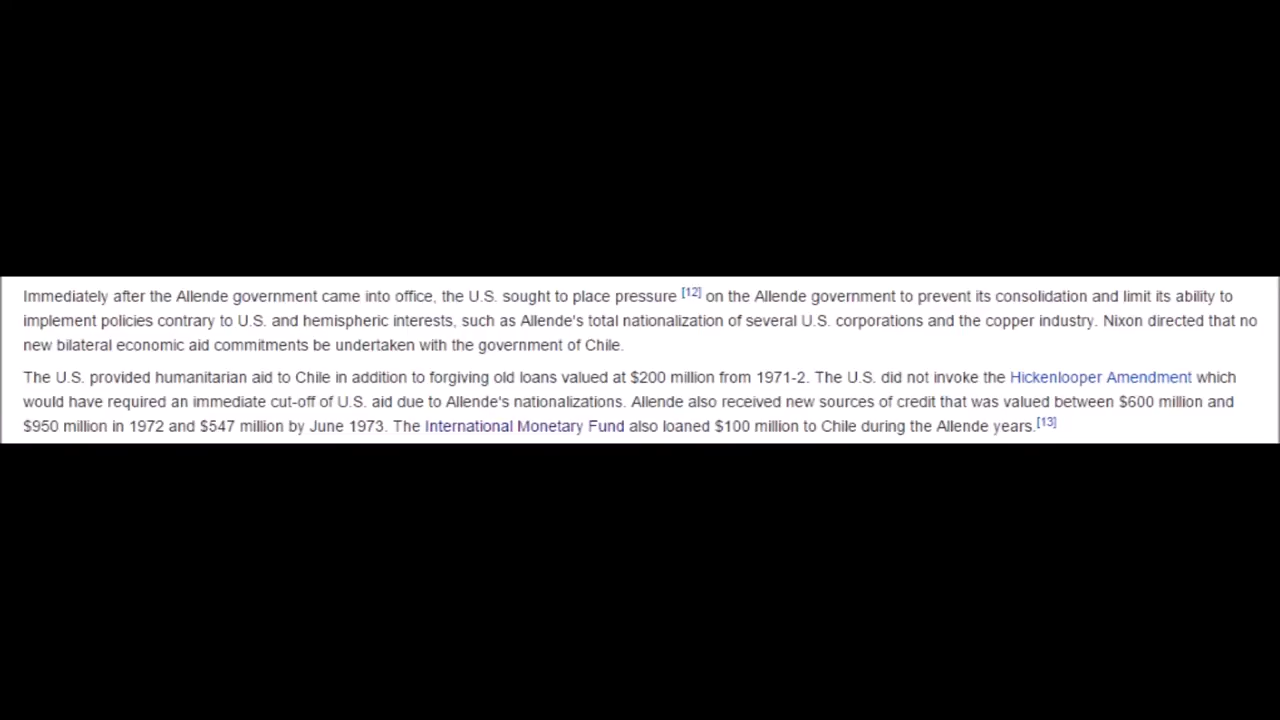 Immediately after the Allende government came into office, the U.S. sought to place pressure [12] on the Allende government to prevent its consolidation and limit its ability to
implement policies contrary to U.S. and hemispheric interests, such as Allende's total nationalization of several U.S. corporations and the copper industry. Nixon directed that no
new bilateral economic aid commitments be undertaken with the government of Chile.
The U.S. provided humanitarian aid to Chile in addition to forgiving old loans valued at $200 million from 1971-2. The U.S. did not invoke the Hickenlooper Amendment which
would have required an immediate cut-off of U.S. aid due to Allende's nationalizations. Allende also received new sources of credit that was valued between $600 million and
$950 million in 1972 and $547 million by June 1973. The International Monetary Fund also loaned $100 million to Chile during the Allende years.[13]